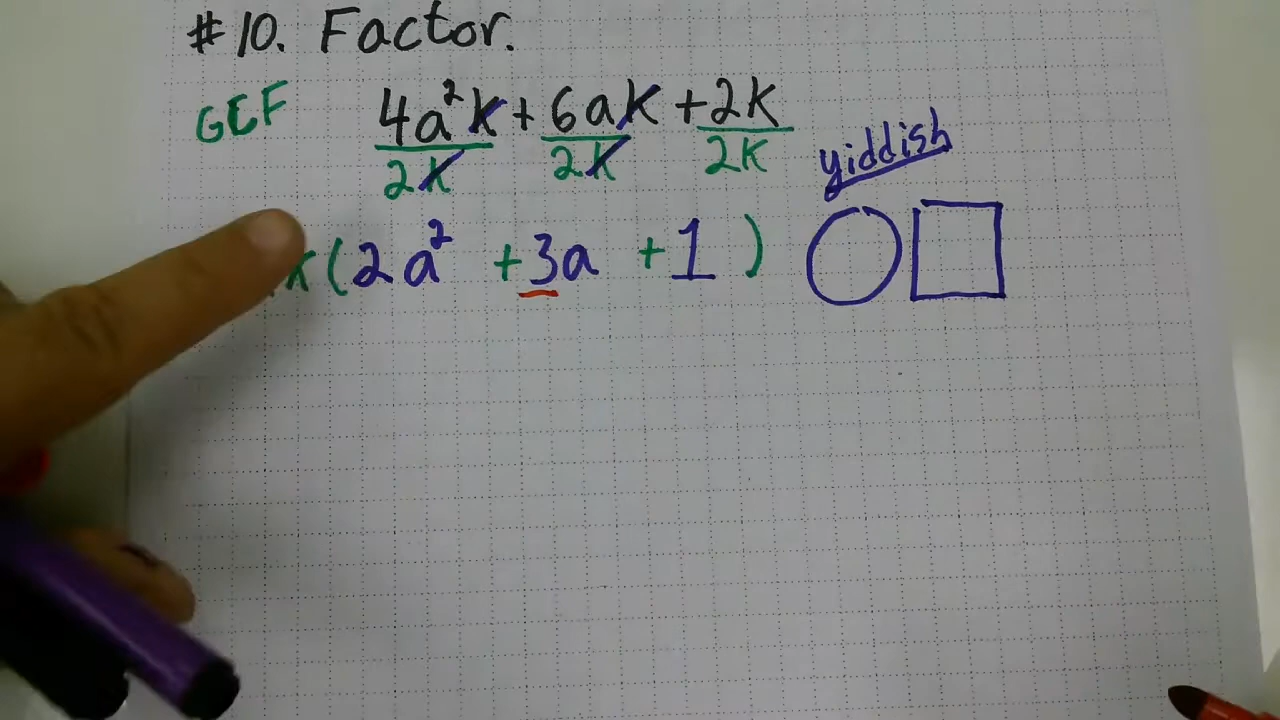 #10. Factor.
GCF 4a²k + 6ak + 2k
2k 2k 2k
yiddish
k(2a² + 3a + 1)